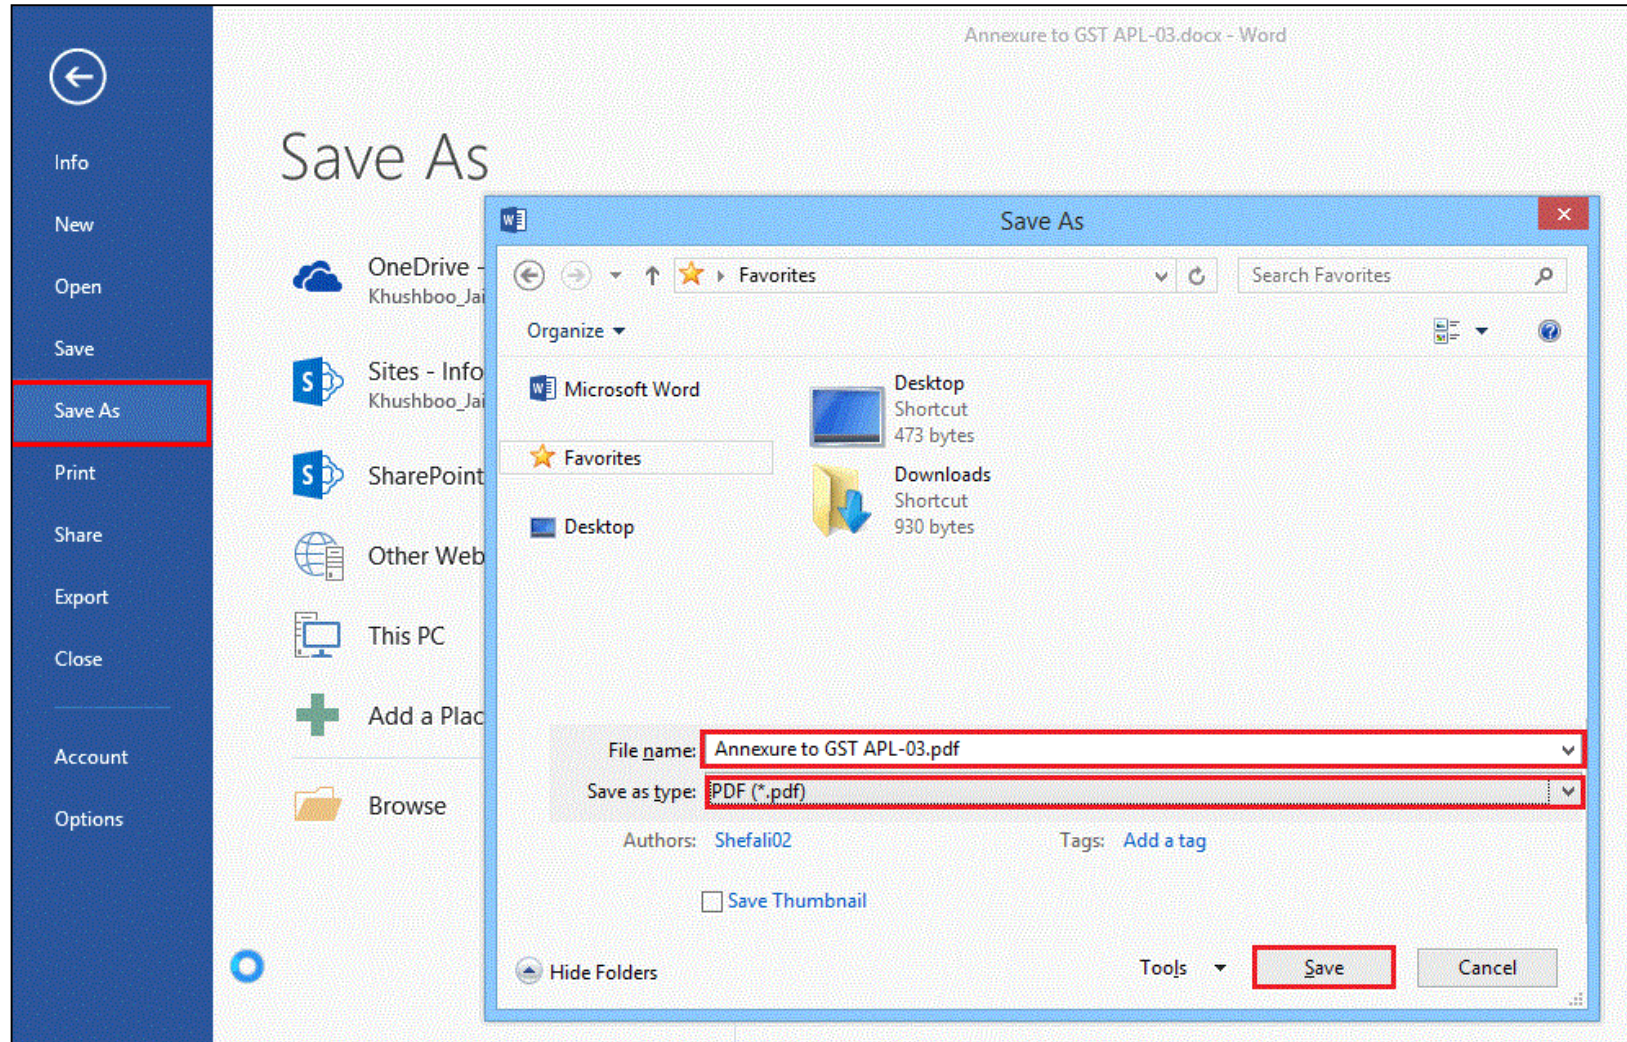 Annexure to GST APL-03.docx - Word
Info
New
Open
Save
Save As
Print
Share
Export
Close
Account
Options
Save As
OneDrive -
Khushboo_Jai
Sites - Info
Khushboo_Jai
SharePoint
Other Web
This PC
Add a Plac
Browse
Save As
Favorites
Search Favorites
Organize
Microsoft Word
Favorites
Desktop
Desktop
Shortcut
473 bytes
Downloads
Shortcut
930 bytes
File name: Annexure to GST APL-03.pdf
Save as type: PDF (*.pdf)
Authors: Shefali02 Tags: Add a tag
Save Thumbnail
Hide Folders Tools Save Cancel